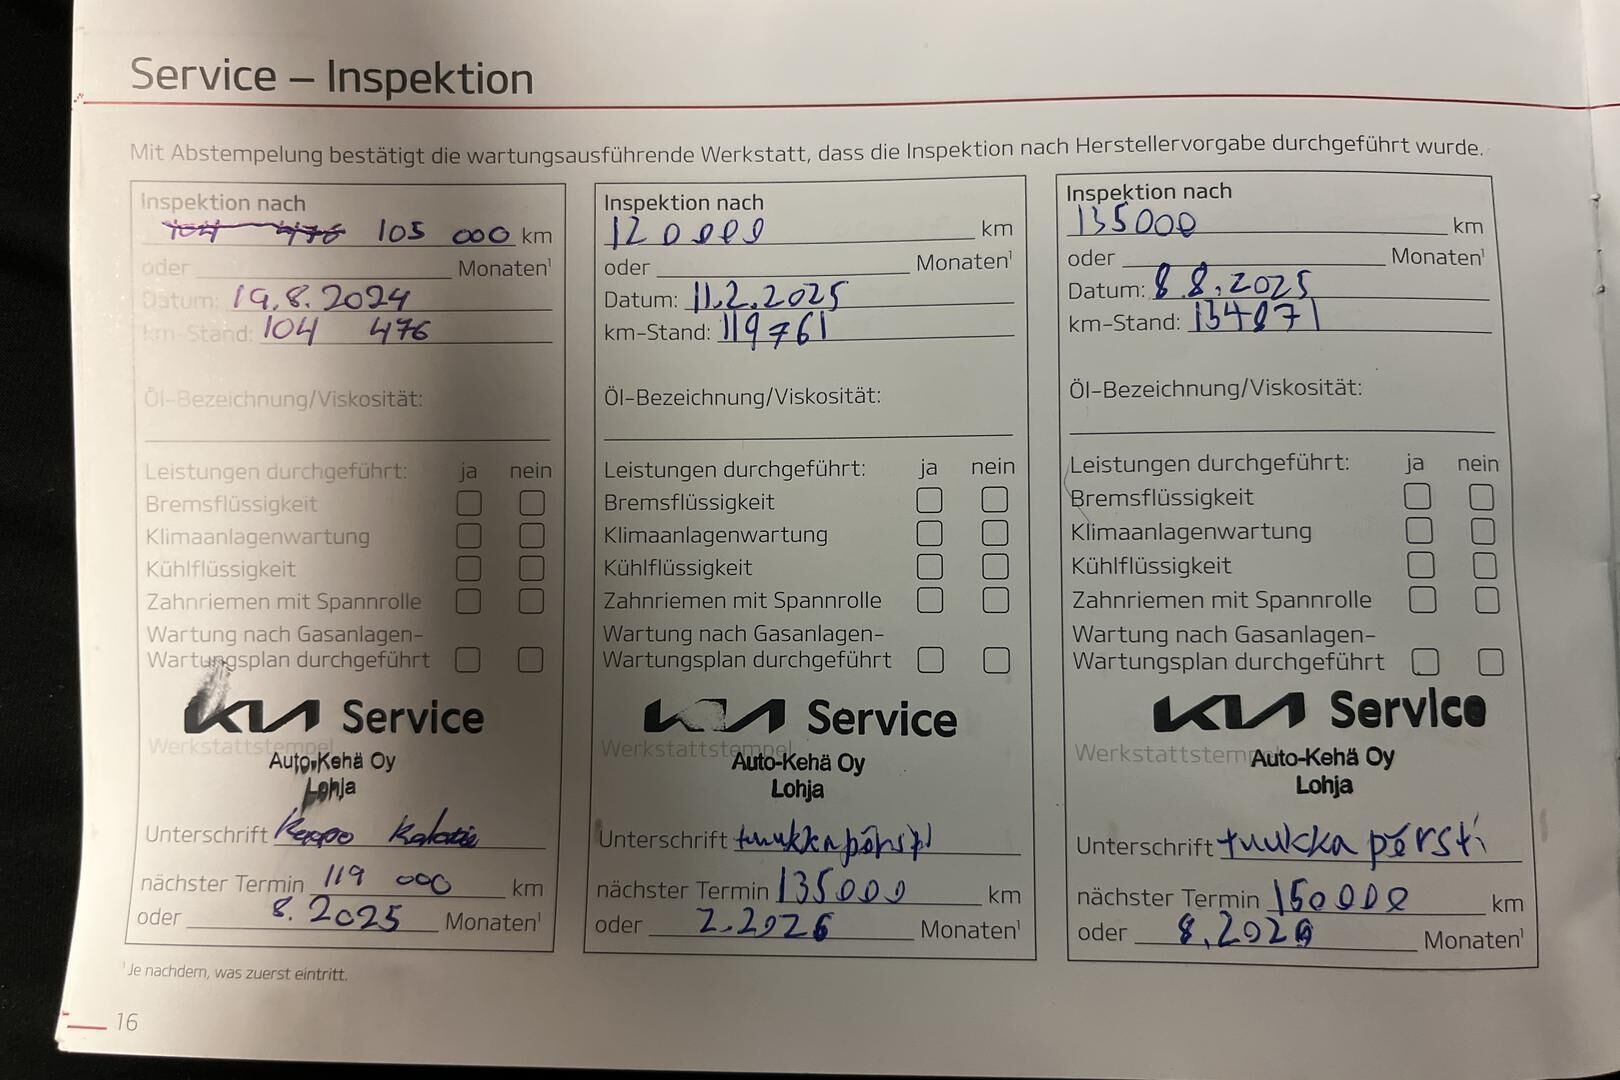 Service – Inspektion
Mit Abstempelung bestätigt die wartungsausführende Werkstatt, dass die Inspektion nach Herstellervorgabe durchgeführt wurde.
Inspektion nach
104 476 105 000 km
oder Monaten¹
Datum: 19.8.2024
km-Stand: 104 476
Öl-Bezeichnung/Viskosität:
Leistungen durchgeführt: ja nein
Bremsflüssigkeit
Klimaanlagenwartung
Kühlflüssigkeit
Zahnriemen mit Spannrolle
Wartung nach Gasanlagen-
Wartungsplan durchgeführt
KIA Service
Werkstattstempel
Auto-Kehä Oy
Lohja
Unterschrift
nächster Termin 119 000 km
oder 8.2025 Monaten¹
Inspektion nach
120000 km
oder Monaten¹
Datum: 11.2.2025
km-Stand: 119761
Öl-Bezeichnung/Viskosität:
Leistungen durchgeführt: ja nein
Bremsflüssigkeit
Klimaanlagenwartung
Kühlflüssigkeit
Zahnriemen mit Spannrolle
Wartung nach Gasanlagen-
Wartungsplan durchgeführt
KIA Service
Werkstattstempel
Auto-Kehä Oy
Lohja
Unterschrift tuukka pörsti
nächster Termin 135000 km
oder 2.2026 Monaten¹
Inspektion nach
135000 km
oder Monaten¹
Datum: 8.8.2025
km-Stand: 134871
Öl-Bezeichnung/Viskosität:
Leistungen durchgeführt: ja nein
Bremsflüssigkeit
Klimaanlagenwartung
Kühlflüssigkeit
Zahnriemen mit Spannrolle
Wartung nach Gasanlagen-
Wartungsplan durchgeführt
KIA Service
Werkstattstempel
Auto-Kehä Oy
Lohja
Unterschrift tuukka pörsti
nächster Termin 150000 km
oder 8.2026 Monaten¹
¹Je nachdem, was zuerst eintritt.
16